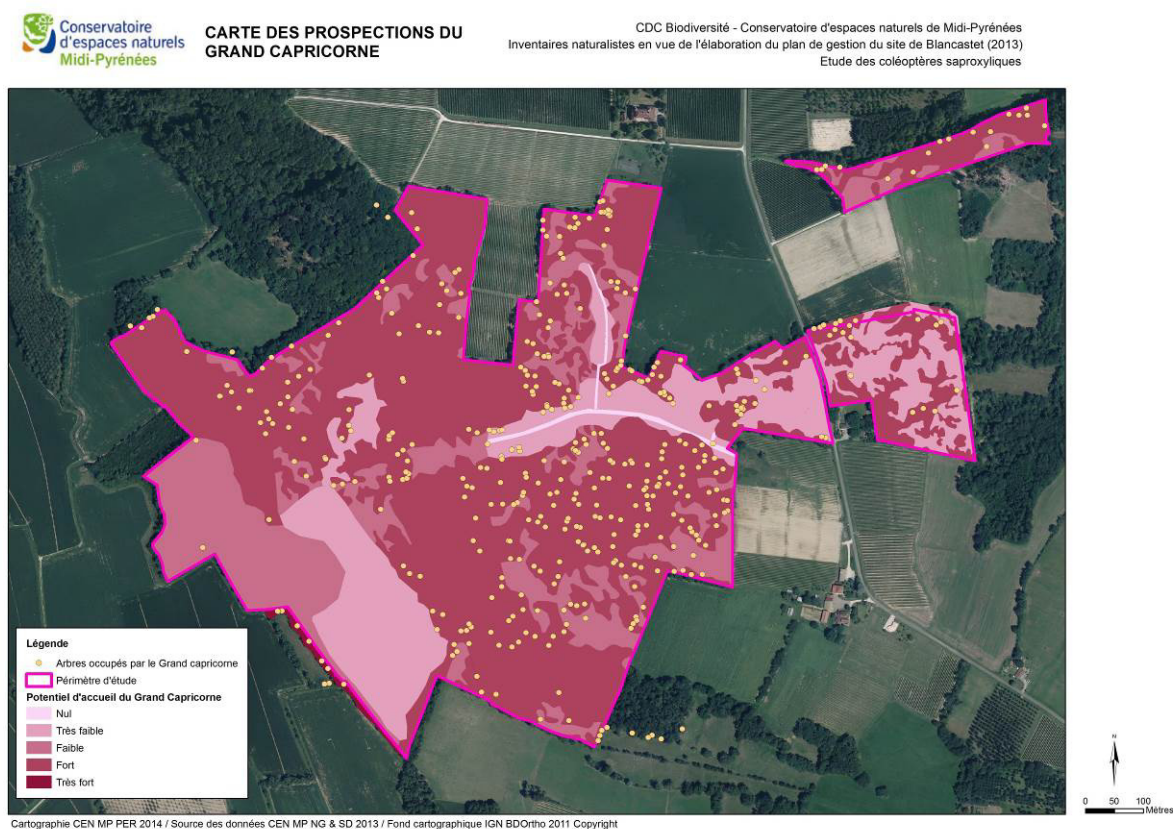 Conservatoire
d'espaces naturels
Midi-Pyrénées
CARTE DES PROSPECTIONS DU
GRAND CAPRICORNE
CDC Biodiversité - Conservatoire d'espaces naturels de Midi-Pyrénées
Inventaires naturalistes en vue de l'élaboration du plan de gestion du site de Blancastet (2013)
Etude des coléoptères saproxyliques
Légende
Arbres occupés par le Grand capricorne
Périmètre d'étude
Potentiel d'accueil du Grand Capricorne
Nul
Très faible
Faible
Fort
Très fort
N
0 50 100
Mètres
Cartographie CEN MP PER 2014 / Source des données CEN MP NG & SD 2013 / Fond cartographique IGN BDOrtho 2011 Copyright